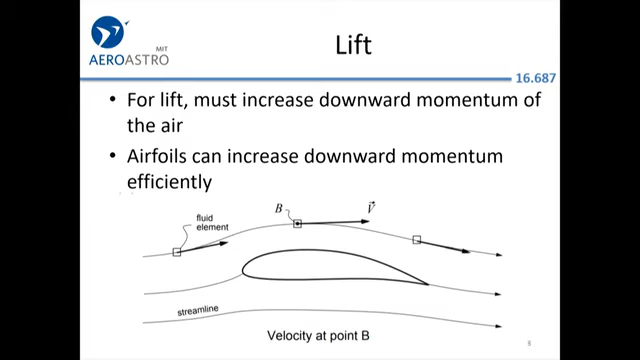 MIT
AEROASTRO
Lift
16.687
• For lift, must increase downward momentum of
the air
• Airfoils can increase downward momentum
efficiently
fluid
element
B
V
streamline
Velocity at point B
8